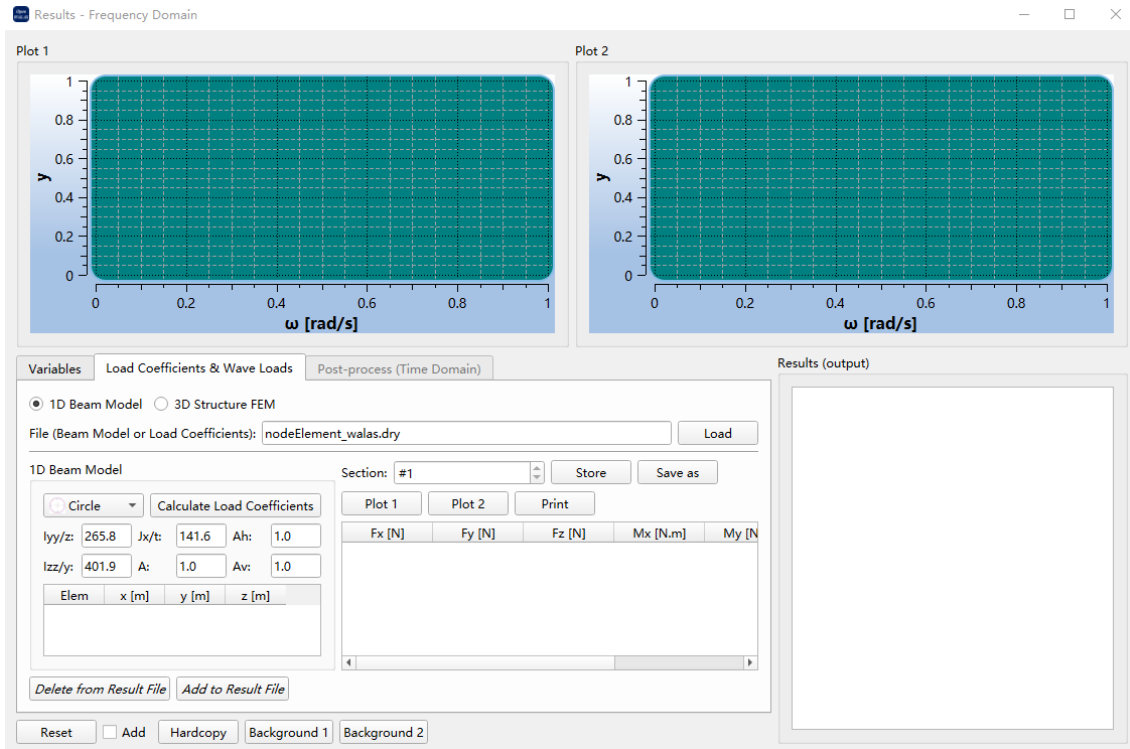 Results - Frequency Domain
Plot 1
Plot 2
1
0.8
0.6
0.4
0.2
0
y
0 0.2 0.4 0.6 0.8 1
ω [rad/s]
1
0.8
0.6
0.4
0.2
0
y
0 0.2 0.4 0.6 0.8 1
ω [rad/s]
Variables Load Coefficients & Wave Loads Post-process (Time Domain)
Results (output)
1D Beam Model 3D Structure FEM
File (Beam Model or Load Coefficients): nodeElement_walas.dry Load
1D Beam Model
Section: #1 Store Save as
Circle Calculate Load Coefficients
Plot 1 Plot 2 Print
Iyy/z: 265.8 Jx/t: 141.6 Ah: 1.0
Fx [N] Fy [N] Fz [N] Mx [N.m] My [N
Izz/y: 401.9 A: 1.0 Av: 1.0
Elem x [m] y [m] z [m]
Delete from Result File Add to Result File
Reset Add Hardcopy Background 1 Background 2